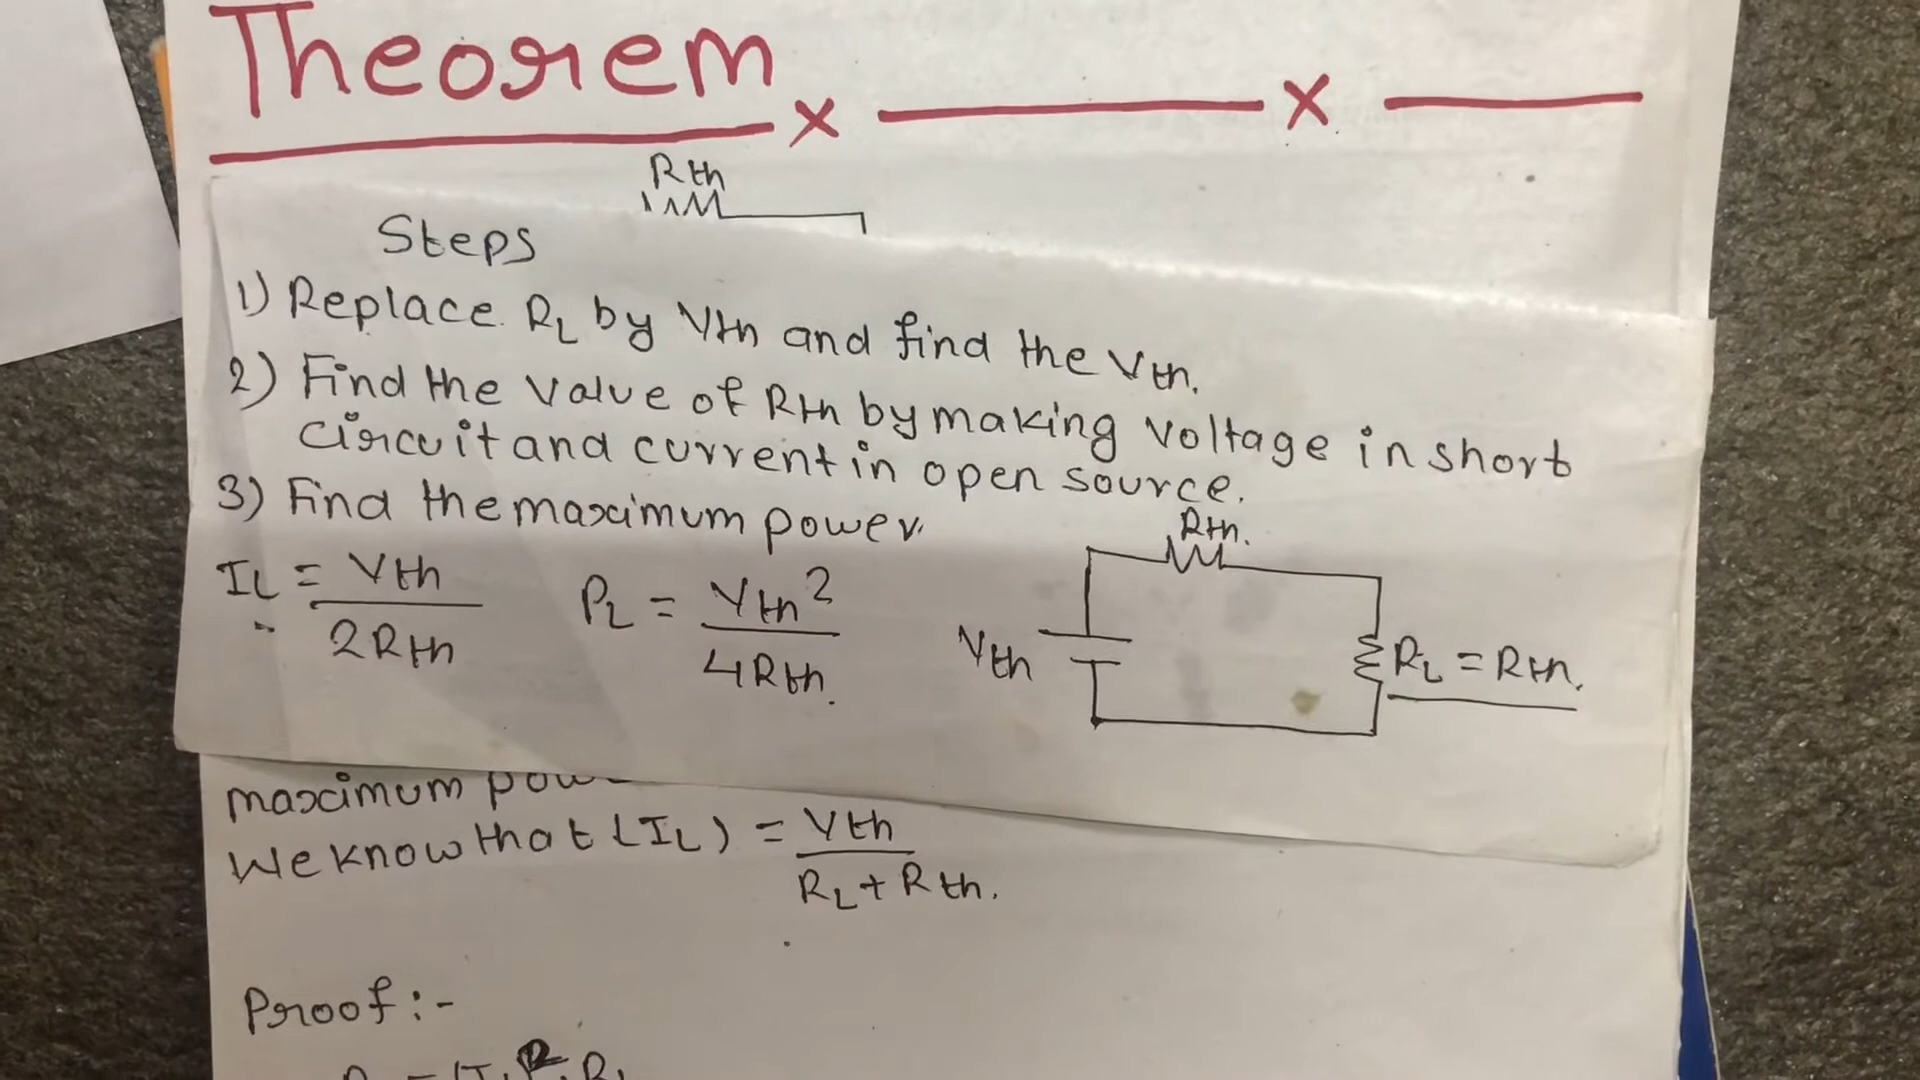 Theorem
Rth
Steps
1) Replace RL by Vth and find the Vth.
2) Find the value of Rth by making voltage in short
circuit and current in open source.
3) Find the maximum power.
Rth.
IL = Vth / 2Rth
PL = Vth² / 4Rth.
Vth
RL = Rth.
maximum
We know that (IL) = Vth / RL + Rth.
Proof :-